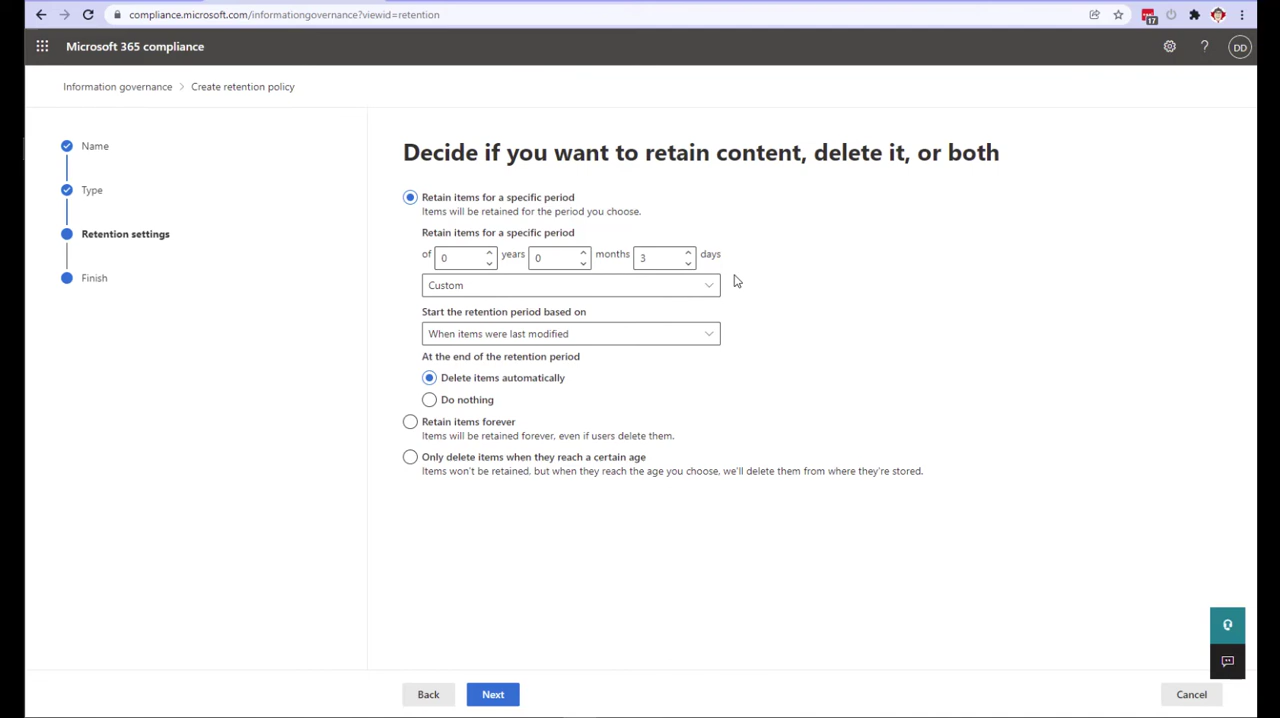 compliance.microsoft.com/informationgovernance?viewid=retention
17
Microsoft 365 compliance
?
DD
Information governance > Create retention policy
Name
Type
Retention settings
Finish
Decide if you want to retain content, delete it, or both
Retain items for a specific period
Items will be retained for the period you choose.
Retain items for a specific period
of 0 years 0 months 3 days
Custom
Start the retention period based on
When items were last modified
At the end of the retention period
Delete items automatically
Do nothing
Retain items forever
Items will be retained forever, even if users delete them.
Only delete items when they reach a certain age
Items won't be retained, but when they reach the age you choose, we'll delete them from where they're stored.
Back Next Cancel